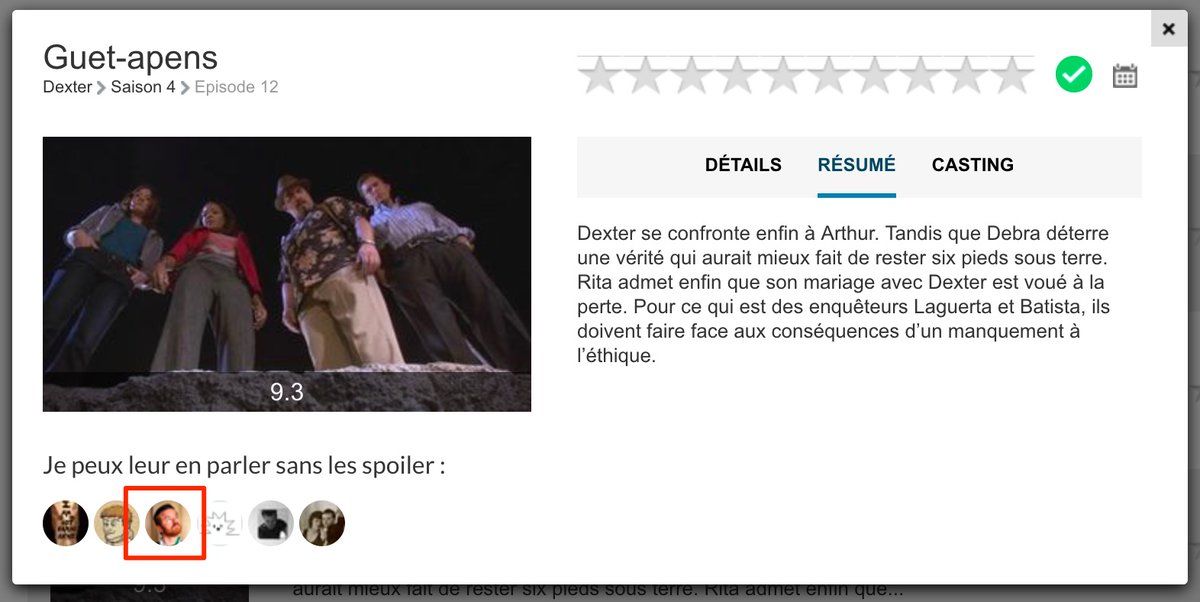 Guet-apens
Dexter Saison 4 Episode 12
DÉTAILS RÉSUMÉ CASTING
Dexter se confronte enfin à Arthur. Tandis que Debra déterre
une vérité qui aurait mieux fait de rester six pieds sous terre.
Rita admet enfin que son mariage avec Dexter est voué à la
perte. Pour ce qui est des enquêteurs Laguerta et Batista, ils
doivent faire face aux conséquences d’un manquement à
l’éthique.
9.3
Je peux leur en parler sans les spoiler :
9.3
aurait mieux fait de rester six pieds sous terre. Rita admet enfin que...